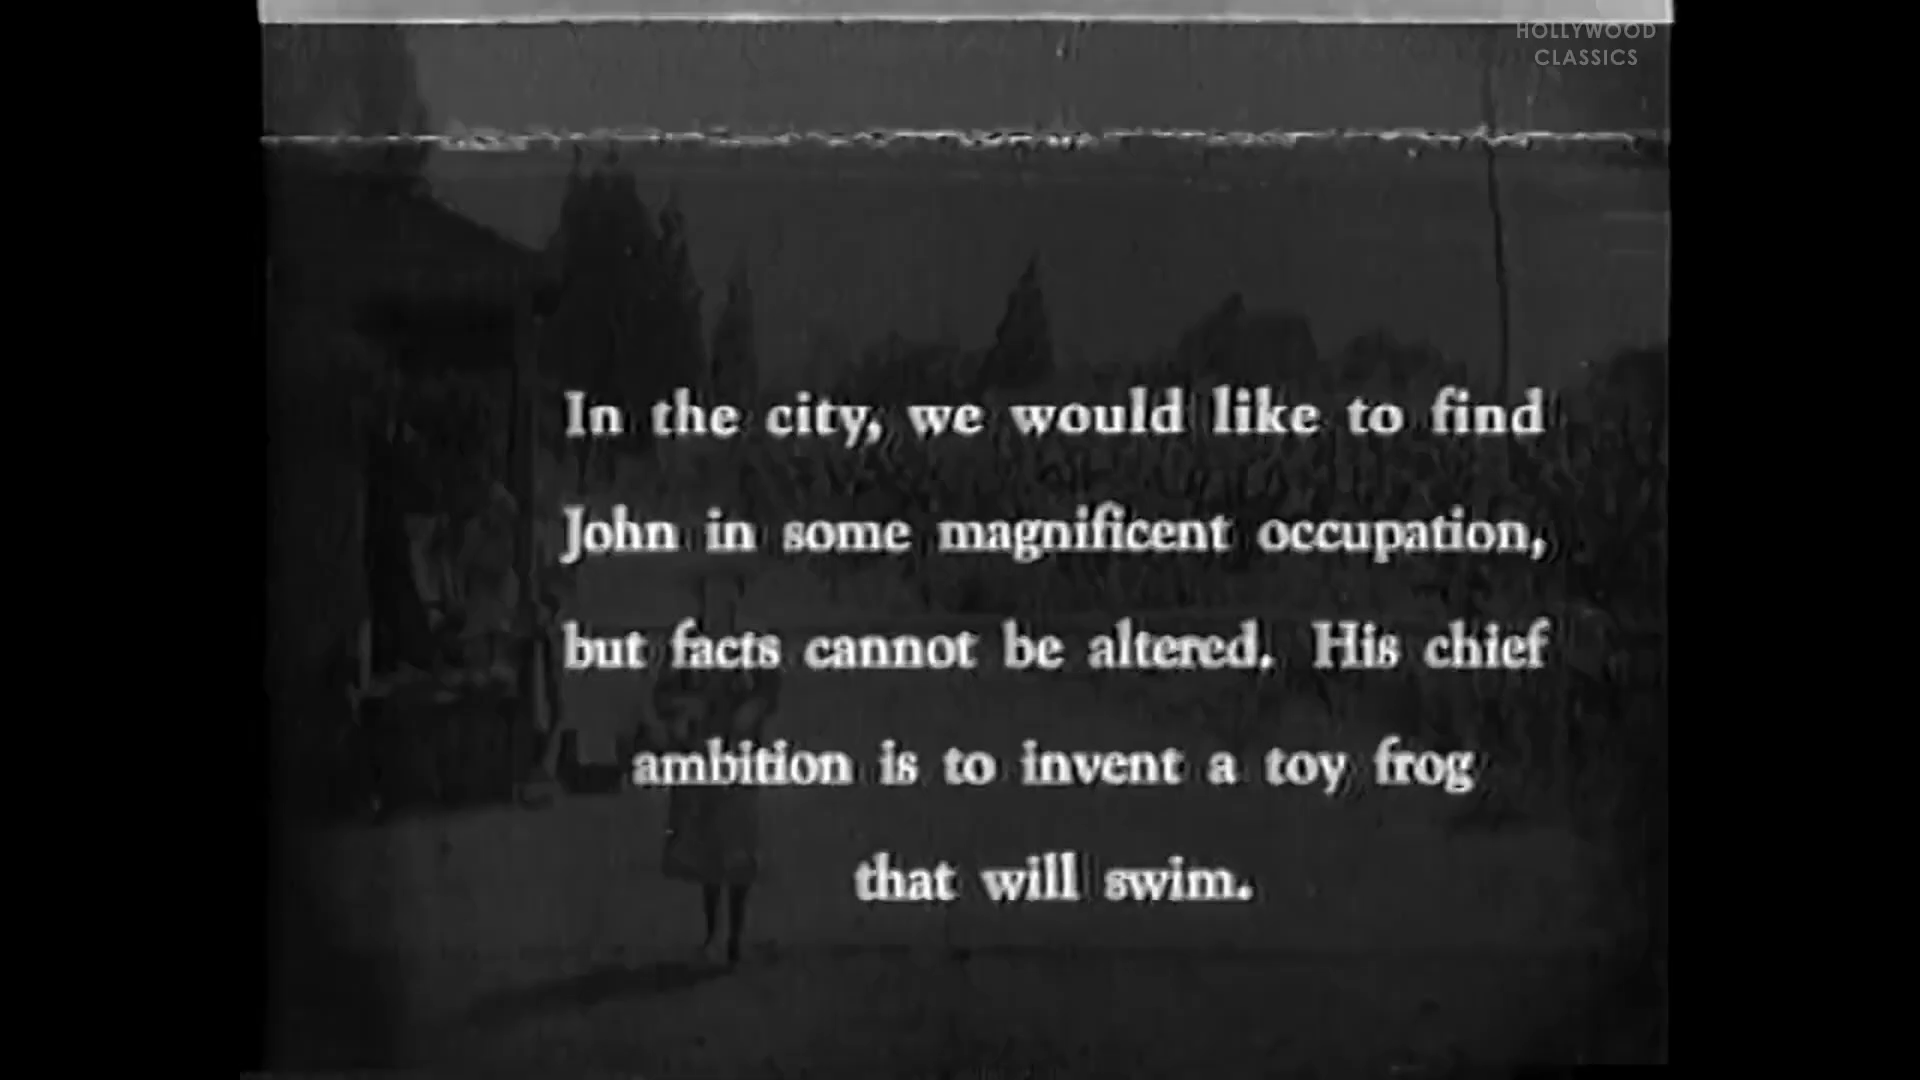 HOLLYWOOD
CLASSICS
In the city, we would like to find
John in some magnificent occupation,
but facts cannot be altered. His chief
ambition is to invent a toy frog
that will swim.